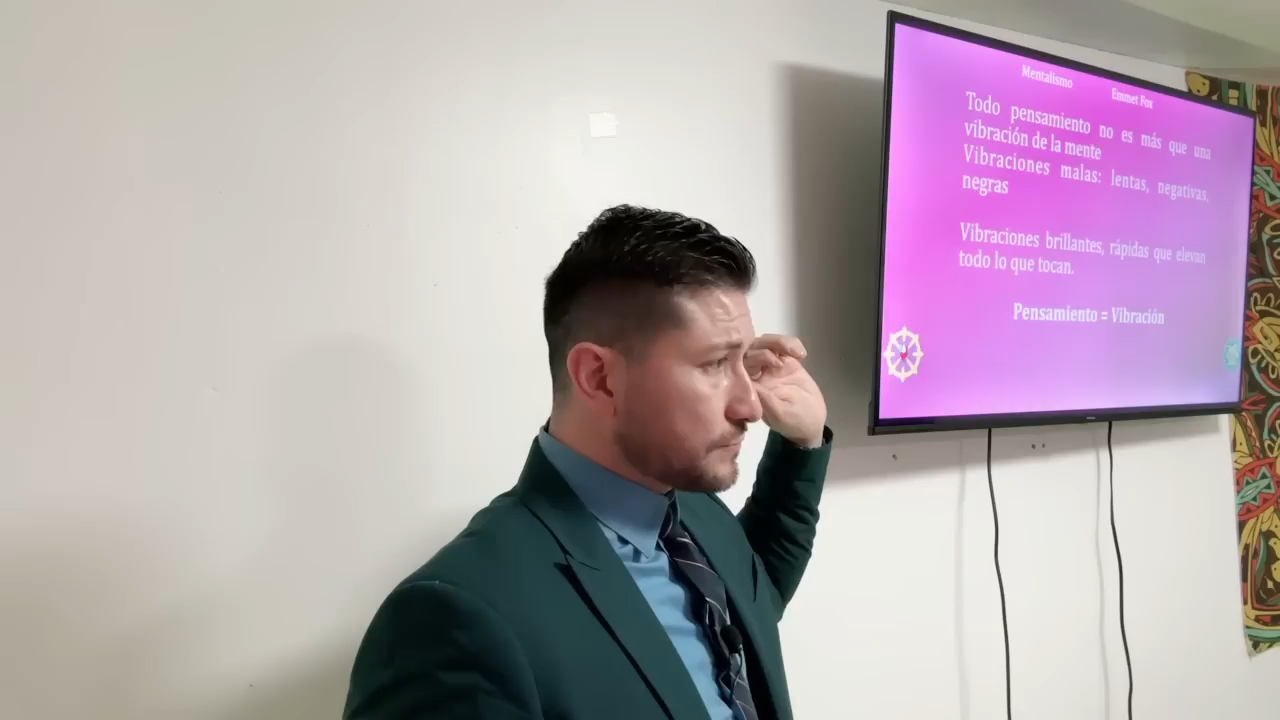 Mentalismo Emmet Fox
Todo pensamiento no es más que una
vibración de la mente
Vibraciones malas: lentas, negativas,
negras
Vibraciones brillantes, rápidas que elevan
todo lo que tocan.
Pensamiento = Vibración